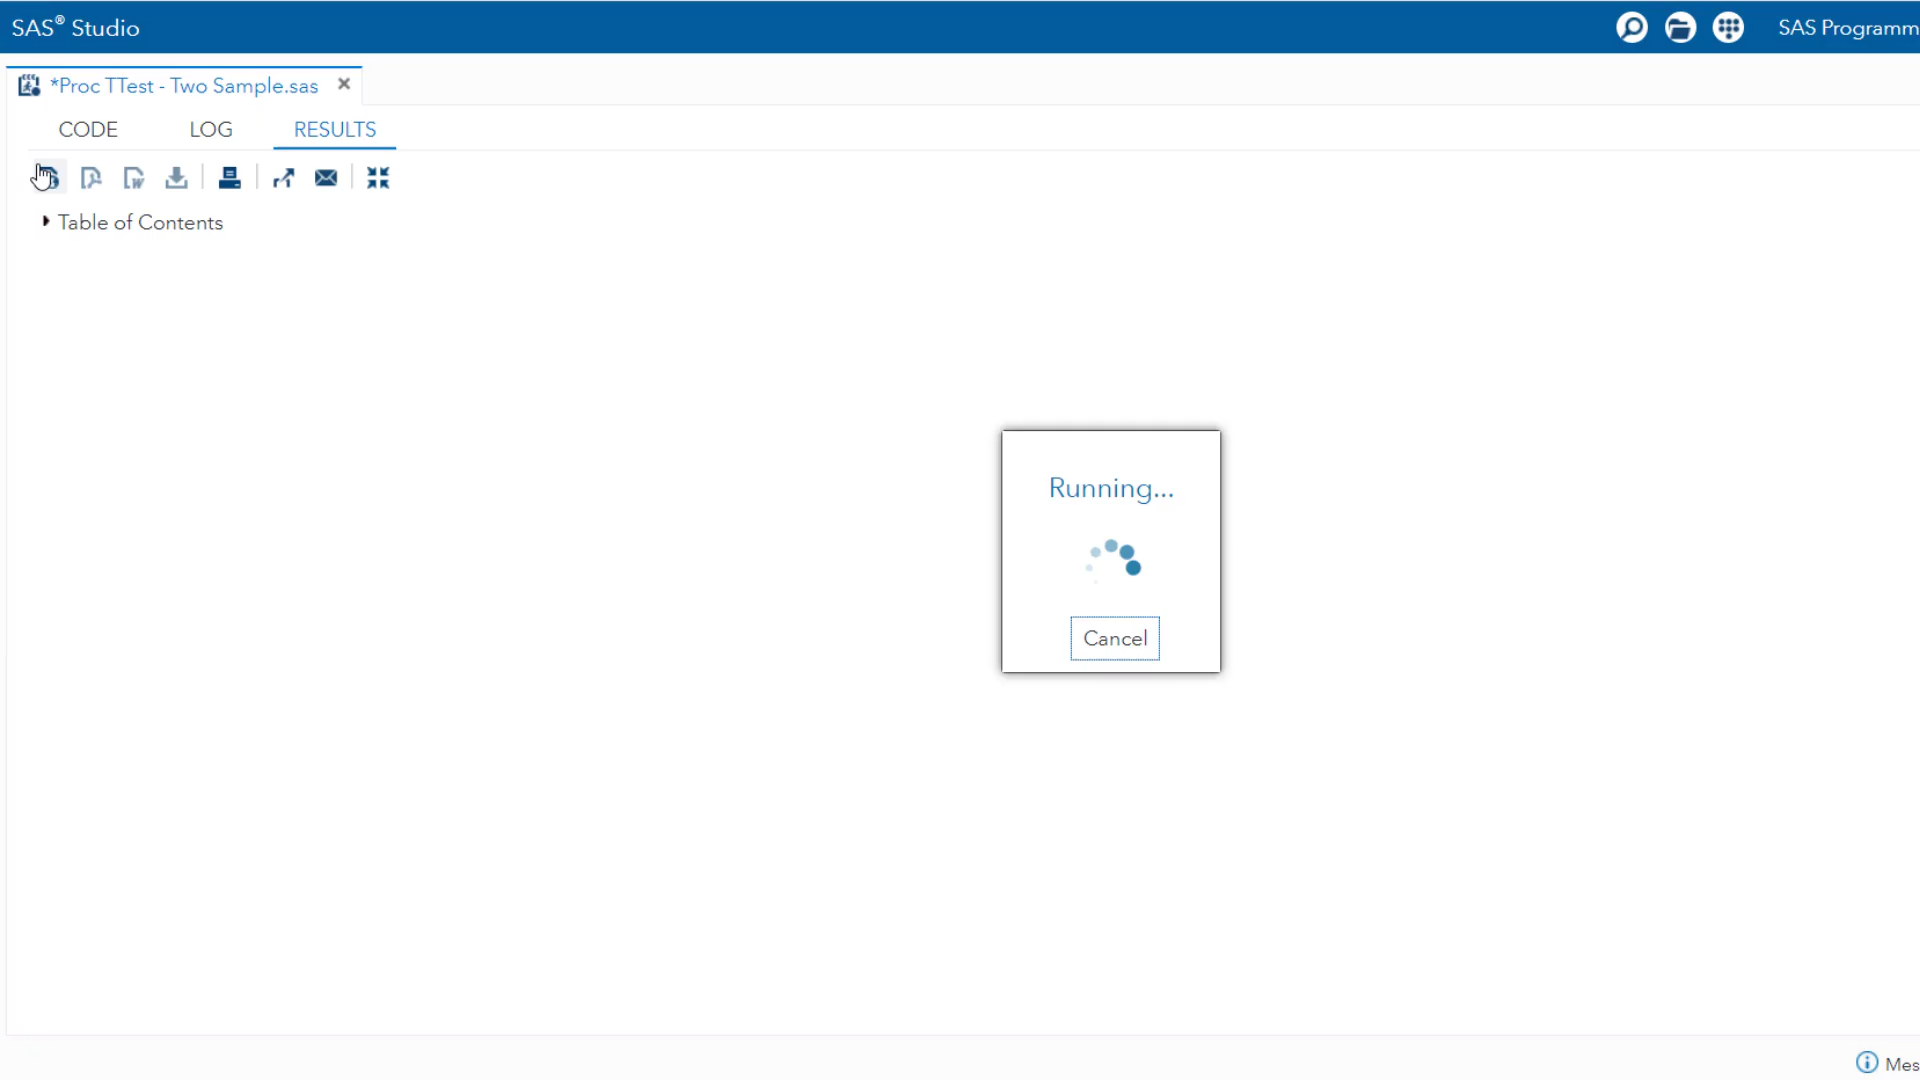 SAS® Studio
SAS Programm
*Proc TTest - Two Sample.sas
CODE LOG RESULTS
Table of Contents
Running...
Cancel
Mes